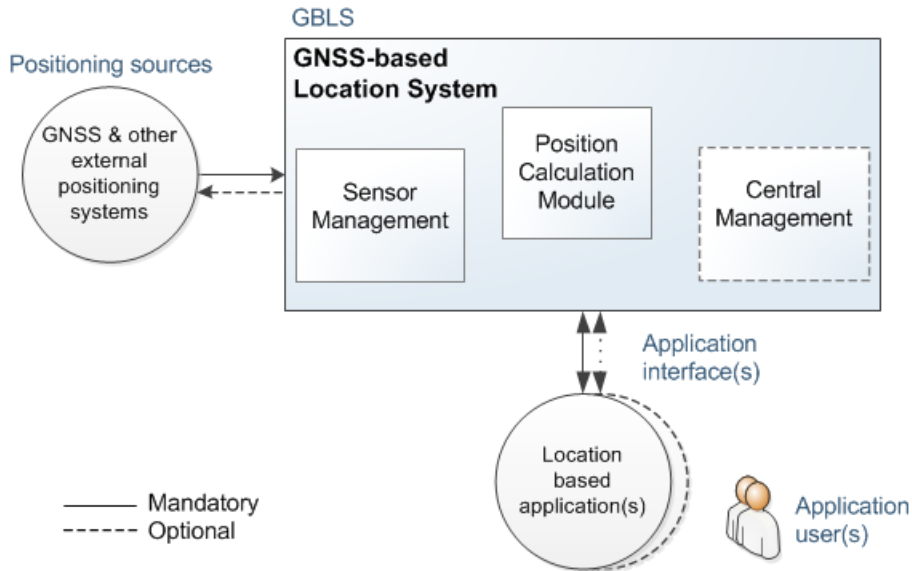 GBLS
Positioning sources
GNSS-based
Location System
GNSS & other
external
positioning
systems
Sensor
Management
Position
Calculation
Module
Central
Management
Application
interface(s)
Location
based
application(s)
Mandatory
Optional
Application
user(s)